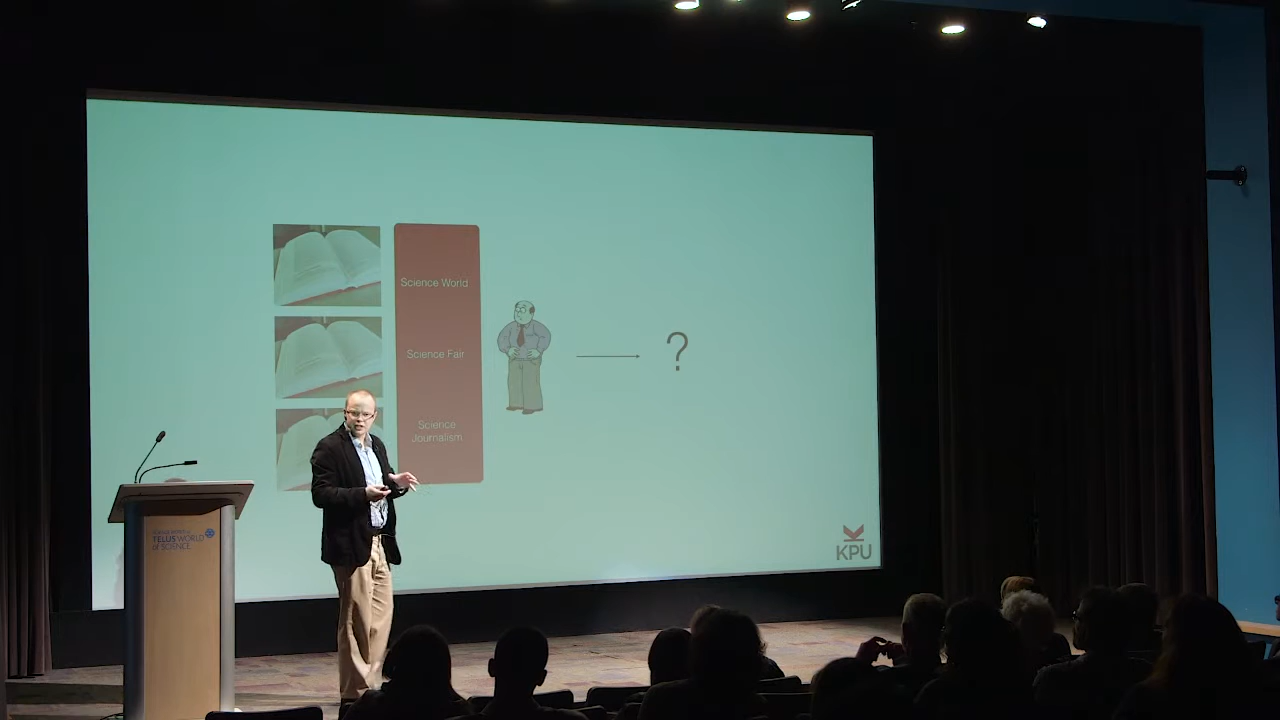 Science World
Science Fair
Science
Journalism
?
KPU
TELUS WORLD
OF SCIENCE